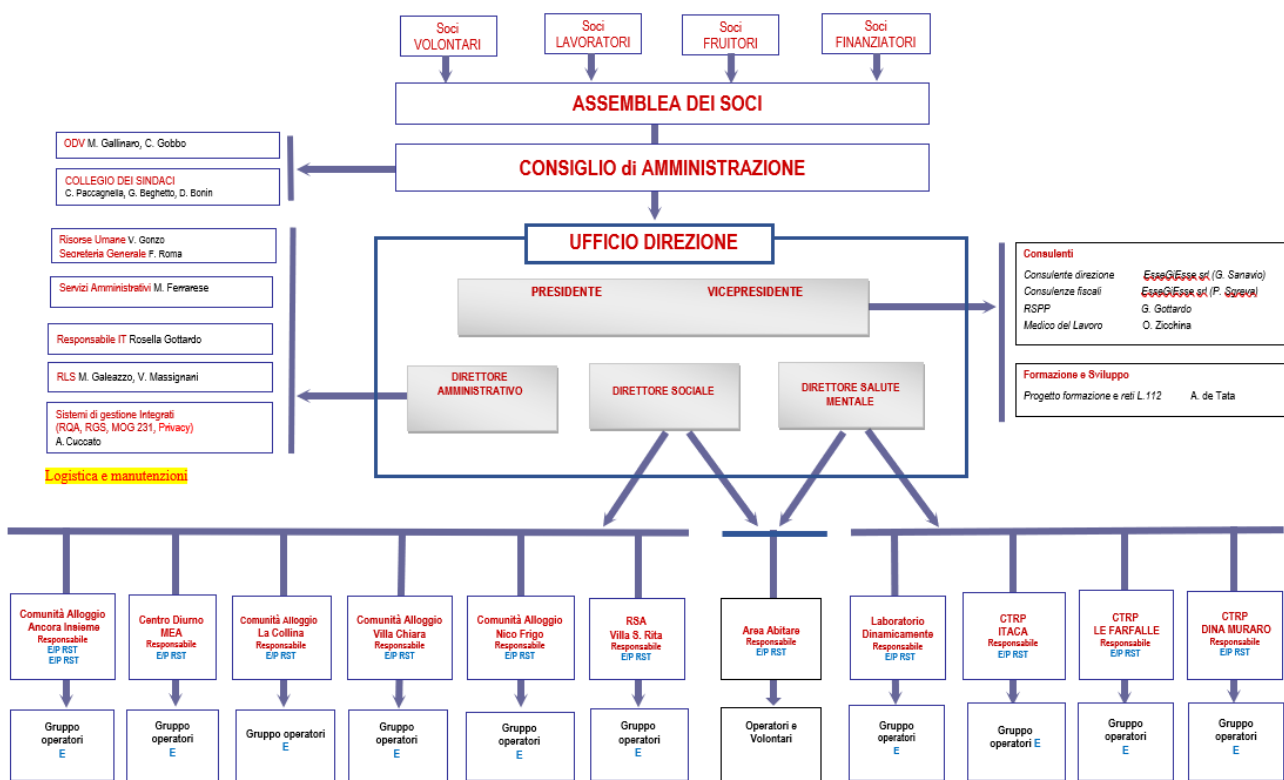 Soci
VOLONTARI
Soci
LAVORATORI
Soci
FRUITORI
Soci
FINANZIATORI
ASSEMBLEA DEI SOCI
ODV M. Gallinaro, C. Gobbo
COLLEGIO DEI SINDACI
C. Paccagnella, G. Beghetto, D. Bonin
CONSIGLIO di AMMINISTRAZIONE
Risorse Umane V. Gonzo
Segreteria Generale F. Roma
Servizi Amministrativi M. Ferrarese
Responsabile IT Rosella Gottardo
RLS M. Galeazzo, V. Massignani
Sistemi di gestione Integrati
(RQA, RGS, MOG 231, Privacy)
A. Cuccato
Logistica e manutenzioni
UFFICIO DIREZIONE
PRESIDENTE VICEPRESIDENTE
DIRETTORE
AMMINISTRATIVO
DIRETTORE SOCIALE
DIRETTORE SALUTE
MENTALE
Consulenti
Consulente direzione EsseGiEsse srl (G. Sanavio)
Consulenze fiscali EsseGiEsse srl (P. Sgreva)
RSPP G. Gottardo
Medico del Lavoro O. Zicchina
Formazione e Sviluppo
Progetto formazione e reti L.112 A. de Tata
Comunità Alloggio
Ancora Insieme
Responsabile
E/P RST
E/P RST
Centro Diurno
MEA
Responsabile
E/P RST
Comunità Alloggio
La Collina
Responsabile
E/P RST
Comunità Alloggio
Villa Chiara
Responsabile
E/P RST
Comunità Alloggio
Nico Frigo
Responsabile
E/P RST
RSA
Villa S. Rita
Responsabile
E/P RST
Area Abitare
Responsabile
E/P RST
Laboratorio
Dinamicamente
Responsabile
E/P RST
CTRP
ITACA
Responsabile
E/P RST
CTRP
LE FARFALLE
Responsabile
E/P RST
CTRP
DINA MURARO
Responsabile
E/P RST
Gruppo
operatori
E
Gruppo
operatori
E
Gruppo operatori
E
Gruppo
operatori
E
Gruppo
operatori
E
Gruppo
operatori
E
Operatori e
Volontari
Gruppo
operatori
E
Gruppo
operatori E
Gruppo
operatori
E
Gruppo
operatori
E